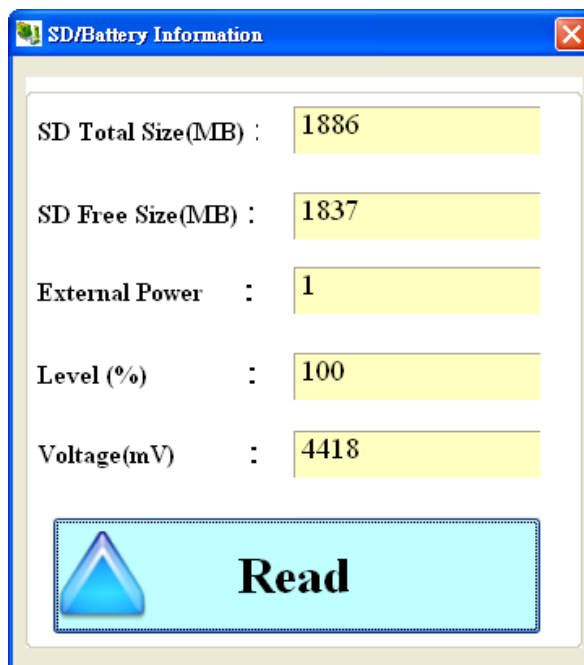 SD/Battery Information
SD Total Size(MB) : 1886
SD Free Size(MB) : 1837
External Power : 1
Level (%) : 100
Voltage(mV) : 4418
Read